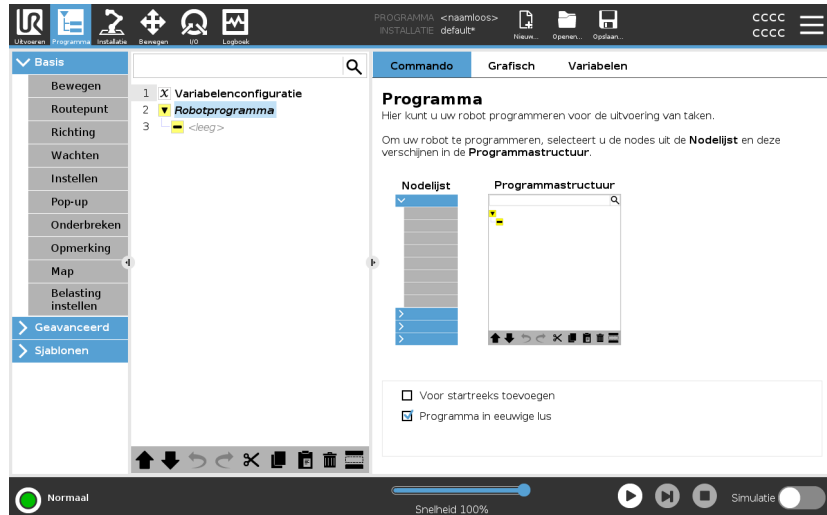 UR
PROGRAMMA <naamloos>
INSTALLATIE default*
CCCC
CCCC
Uitvoeren Programma Installatie Bewegen I/O Logboek Nieuw... Openen... Opslaan...
Basis
Bewegen
Routepunt
Richting
Wachten
Instellen
Pop-up
Onderbreken
Opmerking
Map
Belasting
instellen
Geavanceerd
Sjablonen
1 X Variabelenconfiguratie
2 Robotprogramma
3 <leeg>
Commando Grafisch Variabelen
Programma
Hier kunt u uw robot programmeren voor de uitvoering van taken.
Om uw robot te programmeren, selecteert u de nodes uit de Nodelijst en deze
verschijnen in de Programmastructuur.
Nodelijst Programmastructuur
Voor startreeks toevoegen
Programma in eeuwige lus
Normaal
Snelheid 100%
Simulatie